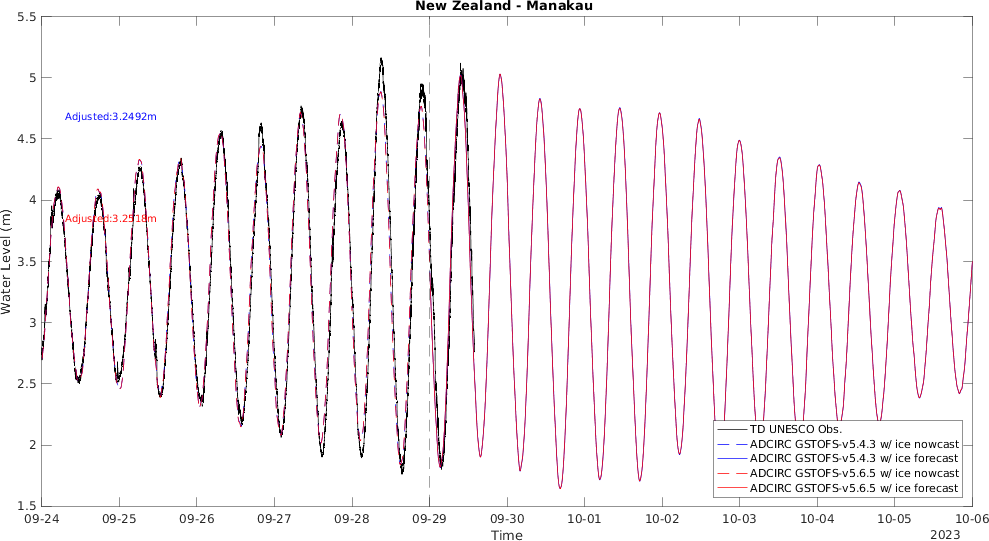 New Zealand - Manakau
5.5
5
4.5
4
3.5
3
2.5
2
1.5
Water Level (m)
Adjusted:3.2492m
Adjusted:3.2518m
TD UNESCO Obs.
ADCIRC GSTOFS-v5.4.3 w/ ice nowcast
ADCIRC GSTOFS-v5.4.3 w/ ice forecast
ADCIRC GSTOFS-v5.6.5 w/ ice nowcast
ADCIRC GSTOFS-v5.6.5 w/ ice forecast
09-24 09-25 09-26 09-27 09-28 09-29 09-30 10-01 10-02 10-03 10-04 10-05 10-06
Time
2023